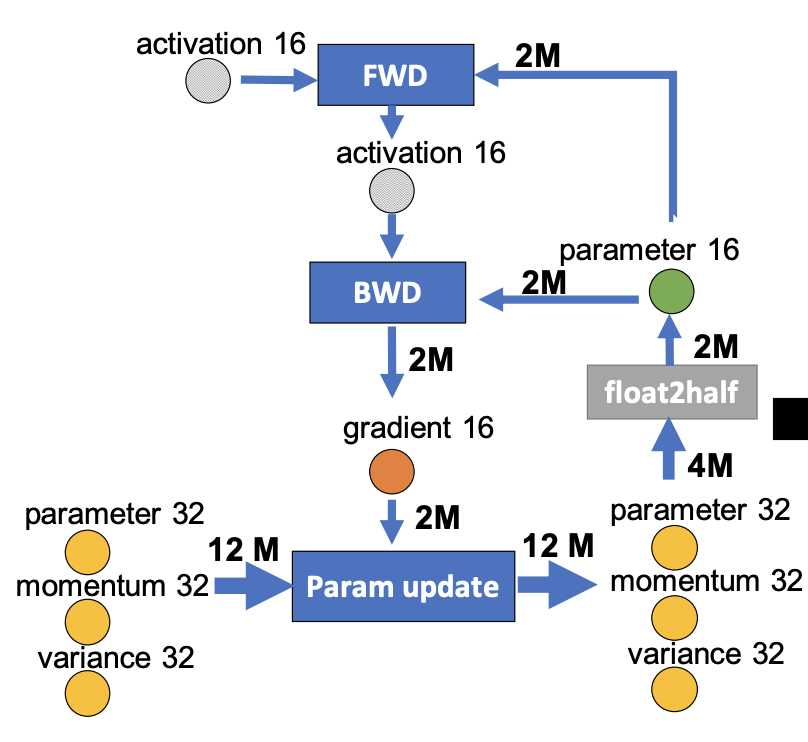 activation 16
FWD
2M
activation 16
parameter 16
BWD
2M
2M
2M
float2half
gradient 16
4M
2M
parameter 32
12 M
12 M
parameter 32
momentum 32
Param update
momentum 32
variance 32
variance 32